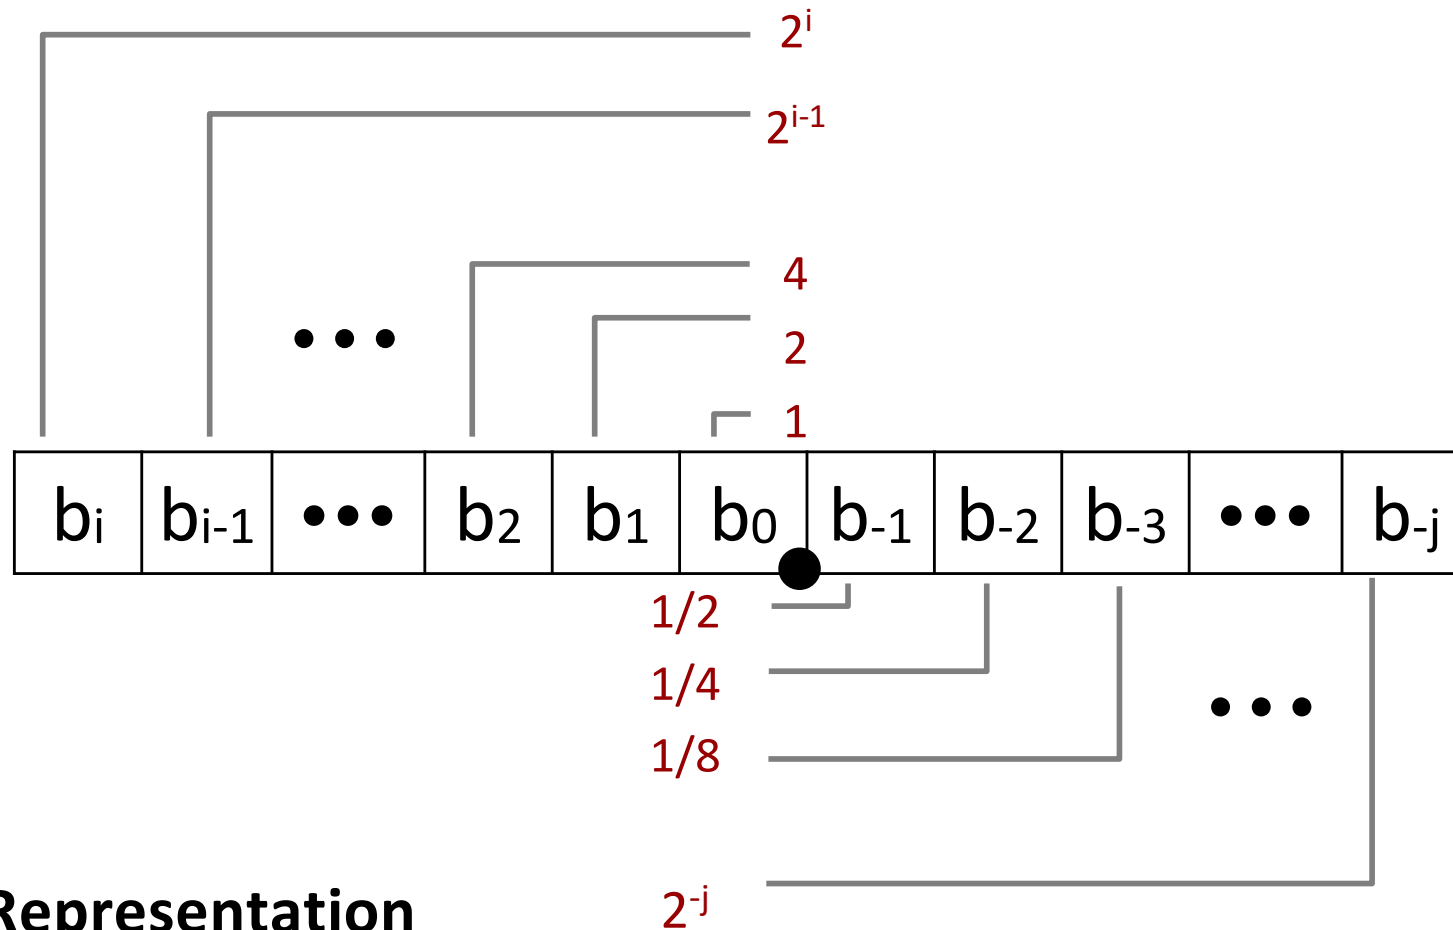 2^i
2^i-1
4
••• 
2
1
b_i b_i-1 ••• b_2 b_1 b_0 b_-1 b_-2 b_-3 ••• b_-j
1/2
1/4
•••
1/8
2^-j
Representation